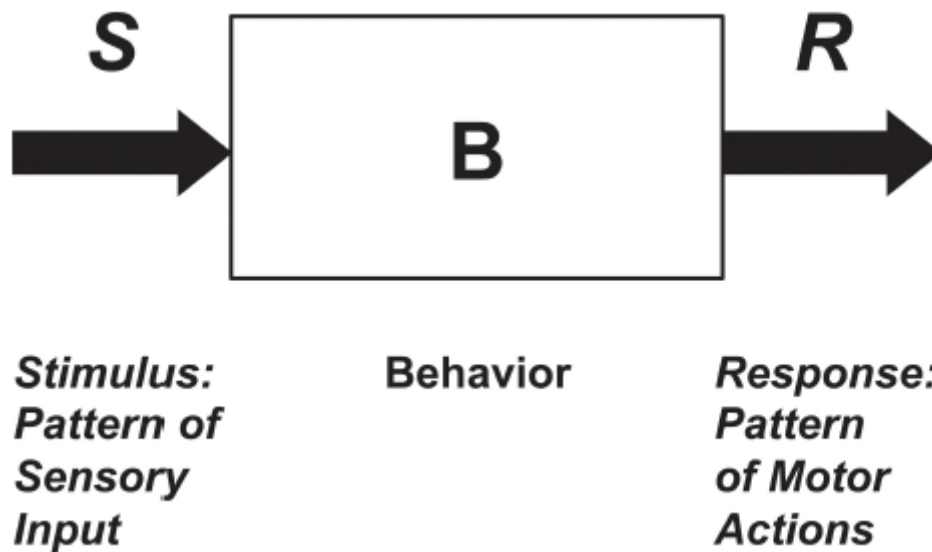 S
R
B
Stimulus:
Pattern of
Sensory
Input
Behavior
Response:
Pattern
of Motor
Actions